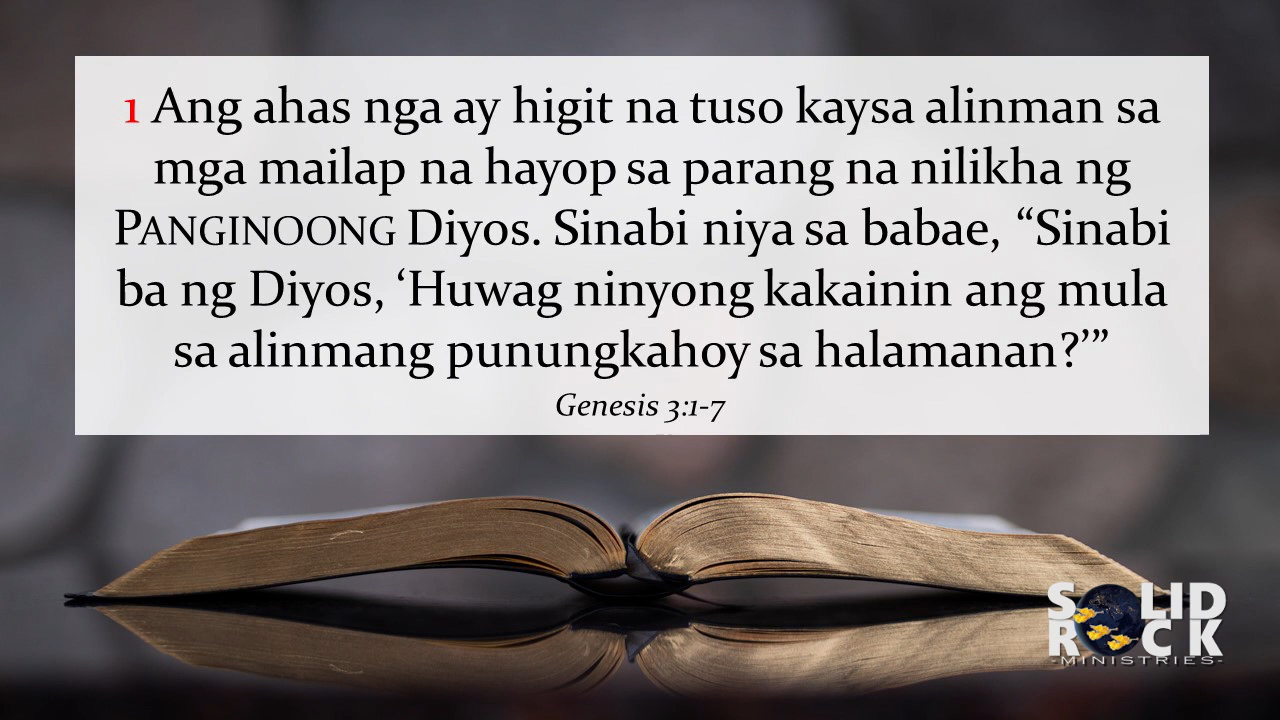 1 Ang ahas nga ay higit na tuso kaysa alinman sa
mga mailap na hayop sa parang na nilikha ng
PANGINOONG Diyos. Sinabi niya sa babae, “Sinabi
ba ng Diyos, ‘Huwag ninyong kakainin ang mula
sa alinmang punungkahoy sa halamanan?’”
Genesis 3:1-7
SOLID
ROCK
-MINISTRIES-